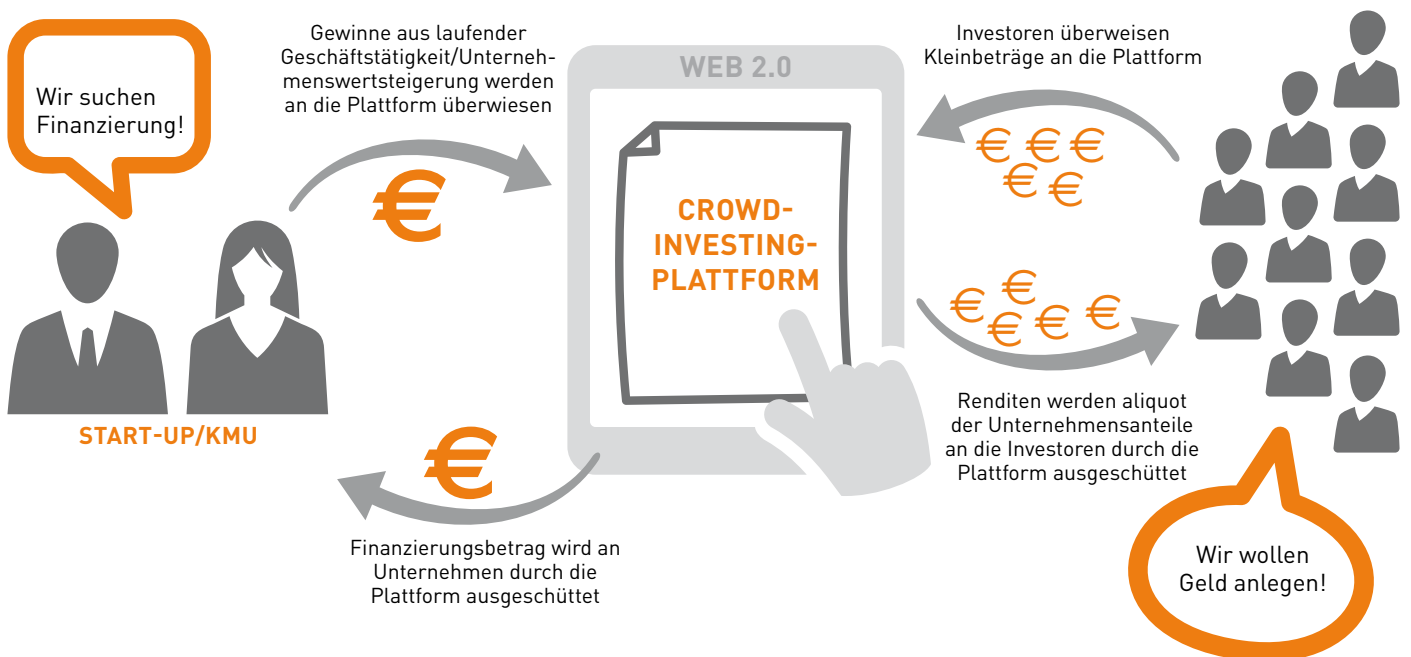 Wir suchen
Finanzierung!
START-UP/KMU
Gewinne aus laufender
Geschäftstätigkeit/Unterneh-
menswertsteigerung werden
an die Plattform überwiesen
€
€
Finanzierungsbetrag wird an
Unternehmen durch die
Plattform ausgeschüttet
WEB 2.0
CROWD-
INVESTING-
PLATTFORM
Investoren überweisen
Kleinbeträge an die Plattform
€ € €
€ €
€
€ € € €
Renditen werden aliquot
der Unternehmensanteile
an die Investoren durch die
Plattform ausgeschüttet
Wir wollen
Geld anlegen!